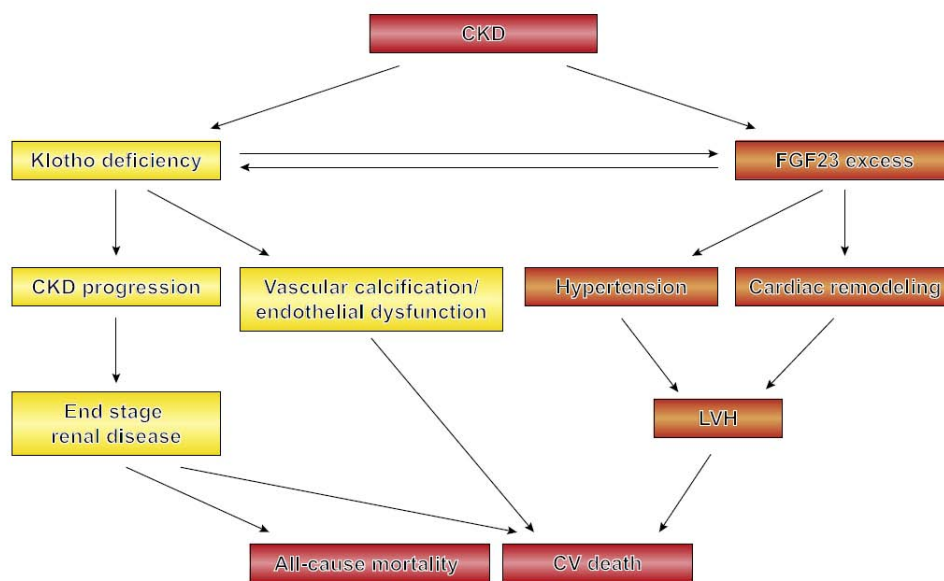 CKD
Klotho deficiency
FGF23 excess
CKD progression
Vascular calcification/
endothelial dysfunction
Hypertension
Cardiac remodeling
End stage
renal disease
LVH
All-cause mortality
CV death